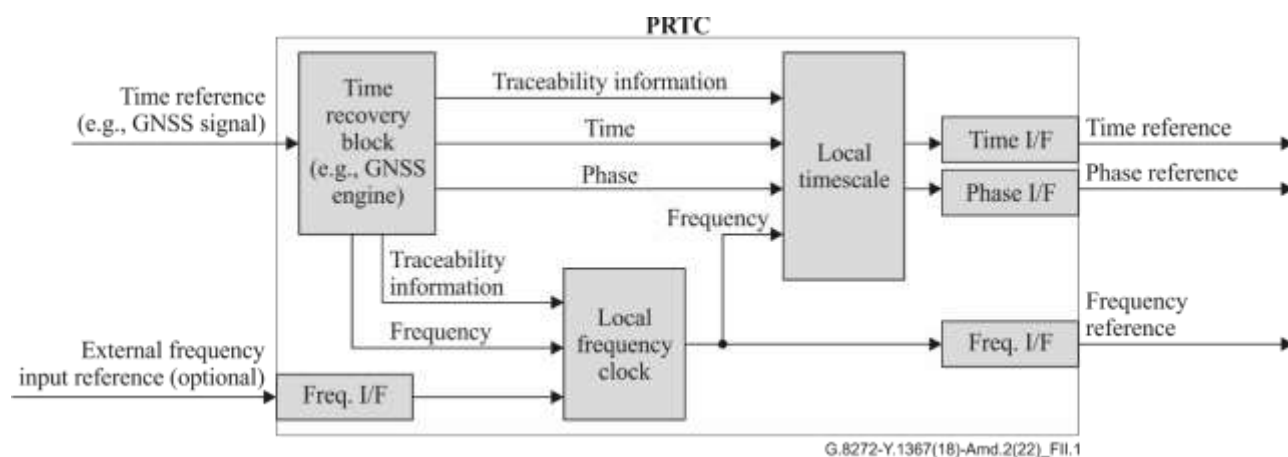 PRTC
Time reference
(e.g., GNSS signal)
Time
recovery
block
(e.g., GNSS
engine)
Traceability information
Time
Phase
Frequency
Local
timescale
Time I/F
Phase I/F
Time reference
Phase reference
Traceability
information
Frequency
Local
frequency
clock
Freq. I/F
Frequency
reference
External frequency
input reference (optional)
Freq. I/F
G.8272-Y.1367(18)-Amd.2(22)_FII.1